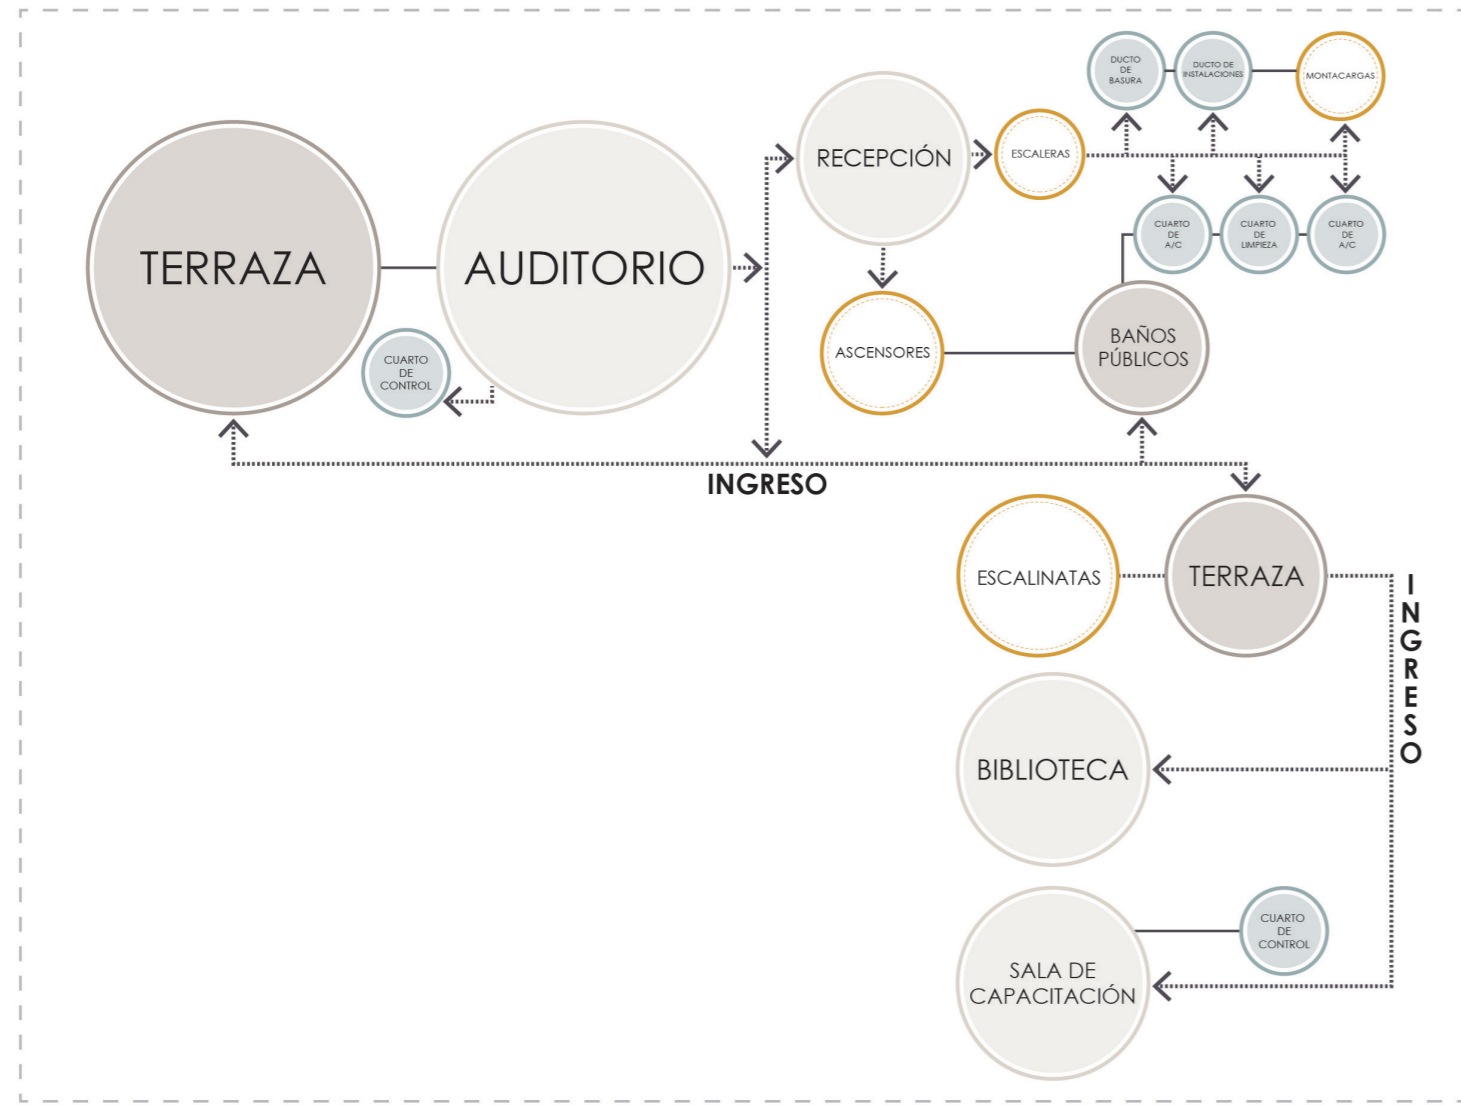 DUCTO
DE
BASURA
DUCTO DE
INSTALACIONES
MONTACARGAS
RECEPCIÓN
ESCALERAS
CUARTO
DE
A/C
CUARTO
DE
LIMPIEZA
CUARTO
DE
A/C
TERRAZA
AUDITORIO
CUARTO
DE
CONTROL
ASCENSORES
BAÑOS
PÚBLICOS
INGRESO
ESCALINATAS
TERRAZA
INGRESO
BIBLIOTECA
CUARTO
DE
CONTROL
SALA DE
CAPACITACIÓN